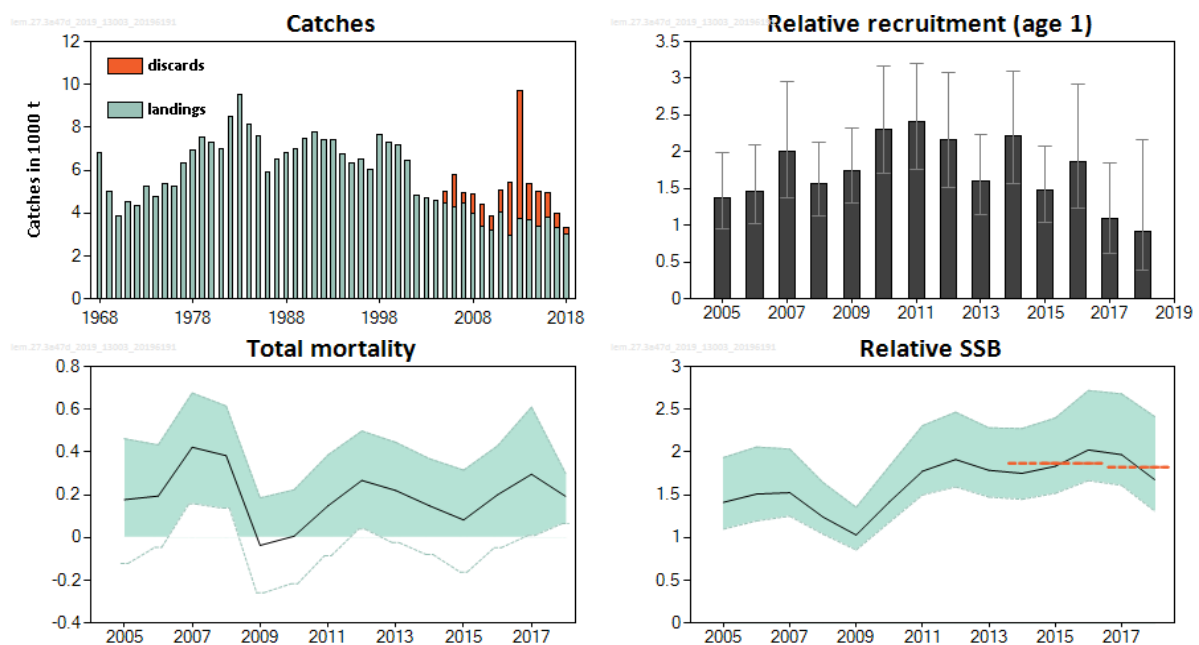 lem.27.3a47d_2019_13003_20196191
Catches
12
10
8
6
4
2
0
Catches in 1000 t
discards
landings
1968 1978 1988 1998 2008 2018
lem.27.3a47d_2019_13003_20196191
Relative recruitment (age 1)
3.5
3
2.5
2
1.5
1
0.5
0
2005 2007 2009 2011 2013 2015 2017 2019
lem.27.3a47d_2019_13003_20196191
Total mortality
0.8
0.6
0.4
0.2
0
-0.2
-0.4
2005 2007 2009 2011 2013 2015 2017
lem.27.3a47d_2019_13003_20196191
Relative SSB
3
2.5
2
1.5
1
0.5
0
2005 2007 2009 2011 2013 2015 2017